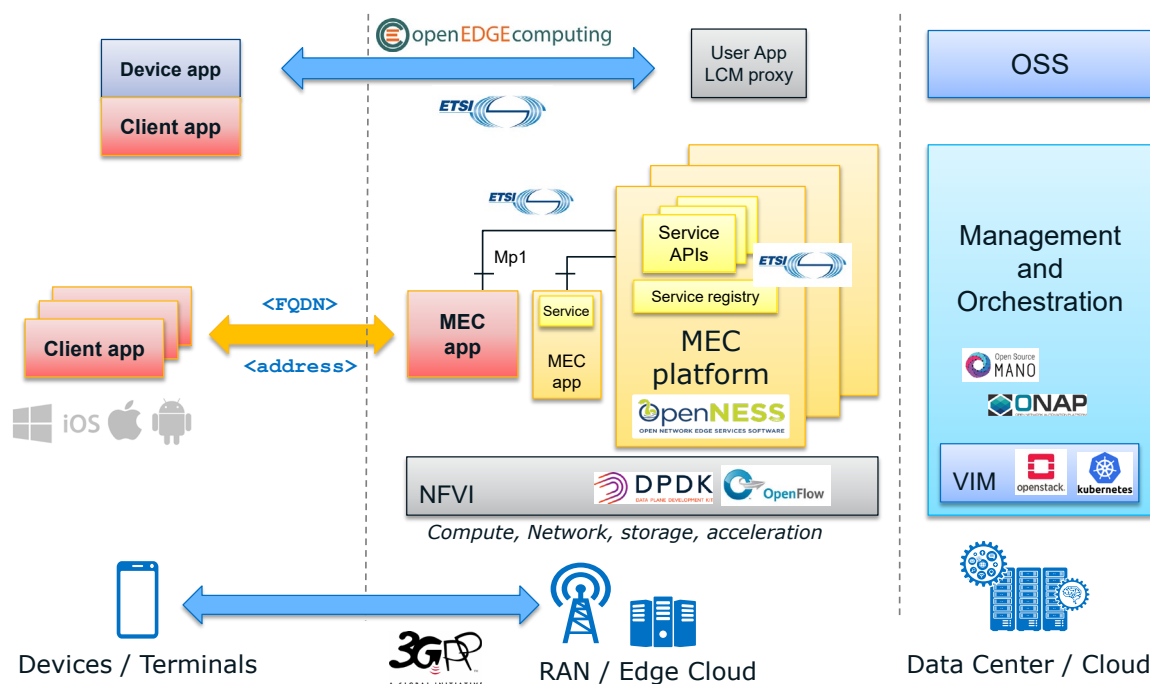 openEDGEcomputing
Device app
Client app
User App
LCM proxy
OSS
ETSI
ETSI
Mp1
Service
APIs
ETSI
Service registry
Management
and
Orchestration
<FQDN>
<address>
Client app
MEC
app
Service
MEC
app
MEC
platform
Open Source
MANO
ONAP
iOS
OpenNESS
OPEN NETWORK EDGE SERVICES SOFTWARE
NFVI
DPDK
DATA PLANE DEVELOPMENT KIT
OpenFlow
VIM
openstack.
kubernetes
Compute, Network, storage, acceleration
3GPP
Devices / Terminals
RAN / Edge Cloud
Data Center / Cloud